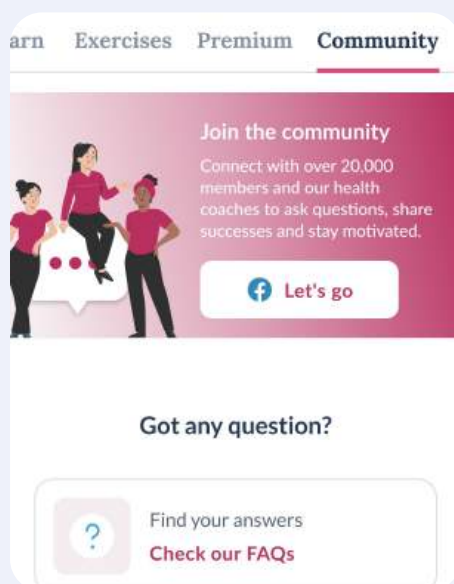 arn Exercises Premium Community
Join the community
Connect with over 20,000
members and our health
coaches to ask questions, share
successes and stay motivated.
Let's go
Got any question?
?
Find your answers
Check our FAQs